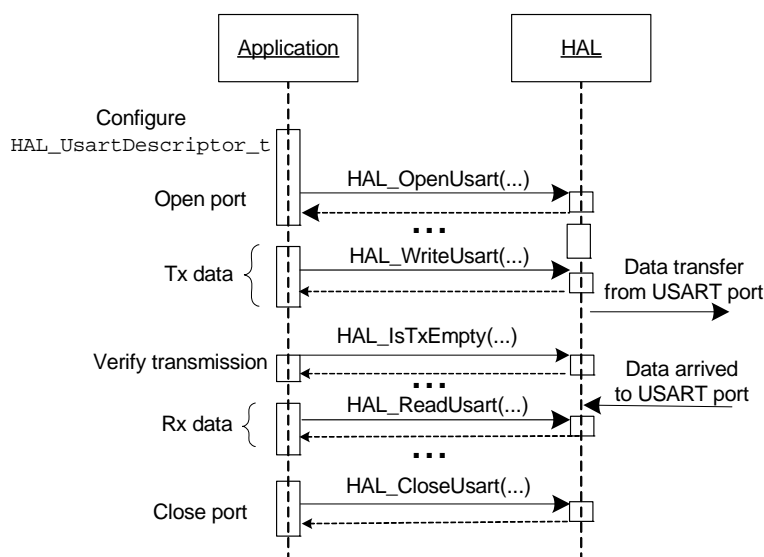 Application
HAL
Configure
HAL_UsartDescriptor_t
HAL_OpenUsart(...)
Open port
...
HAL_WriteUsart(...)
Tx data
Data transfer
from USART port
HAL_IsTxEmpty(...)
Verify transmission
Data arrived
to USART port
...
HAL_ReadUsart(...)
Rx data
...
HAL_CloseUsart(...)
Close port